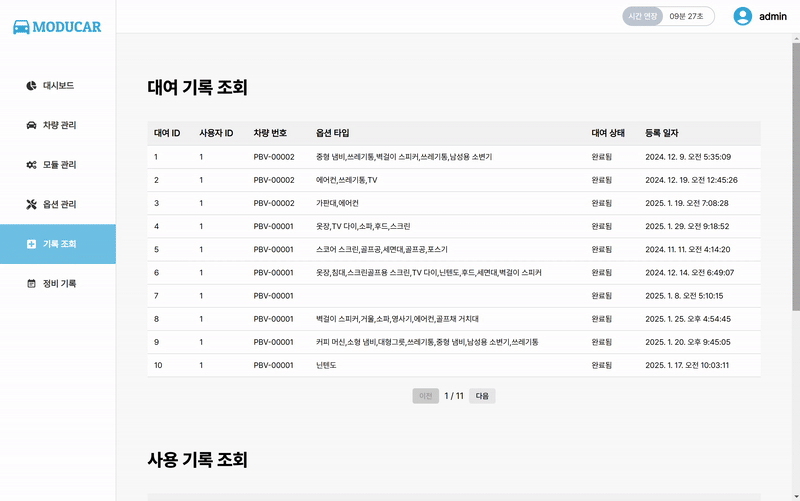 MODUCAR
시간 연장 09분 27초 admin
대시보드
차량 관리
모듈 관리
옵션 관리
기록 조회
정비 기록
대여 기록 조회
대여 ID 사용자 ID 차량 번호 옵션 타입 대여 상태 등록 일자
1 1 PBV-00002 중형 냄비,쓰레기통,벽걸이 스피커,쓰레기통,남성용 소변기 완료됨 2024. 12. 9. 오전 5:35:09
2 1 PBV-00002 에어컨,쓰레기통,TV 완료됨 2024. 12. 19. 오전 12:45:26
3 1 PBV-00002 가판대,에어컨 완료됨 2025. 1. 19. 오전 7:08:28
4 1 PBV-00001 옷장,TV 다이,소파,후드,스크린 완료됨 2025. 1. 29. 오전 9:18:52
5 1 PBV-00001 스코어 스크린,골프공,세면대,골프공,포스기 완료됨 2024. 11. 11. 오전 4:14:20
6 1 PBV-00001 옷장,침대,스크린골프용 스크린,TV 다이,닌텐도,후드,세면대,벽걸이 스피커 완료됨 2024. 12. 14. 오전 6:49:07
7 1 PBV-00001 완료됨 2025. 1. 8. 오전 5:10:15
8 1 PBV-00001 벽걸이 스피커,거울,소파,영사기,에어컨,골프채 거치대 완료됨 2025. 1. 25. 오후 4:54:45
9 1 PBV-00001 커피 머신,소형 냄비,대형그릇,쓰레기통,중형 냄비,남성용 소변기,쓰레기통 완료됨 2025. 1. 20. 오후 9:45:05
10 1 PBV-00001 닌텐도 완료됨 2025. 1. 17. 오전 10:03:11
이전 1 / 11 다음
사용 기록 조회